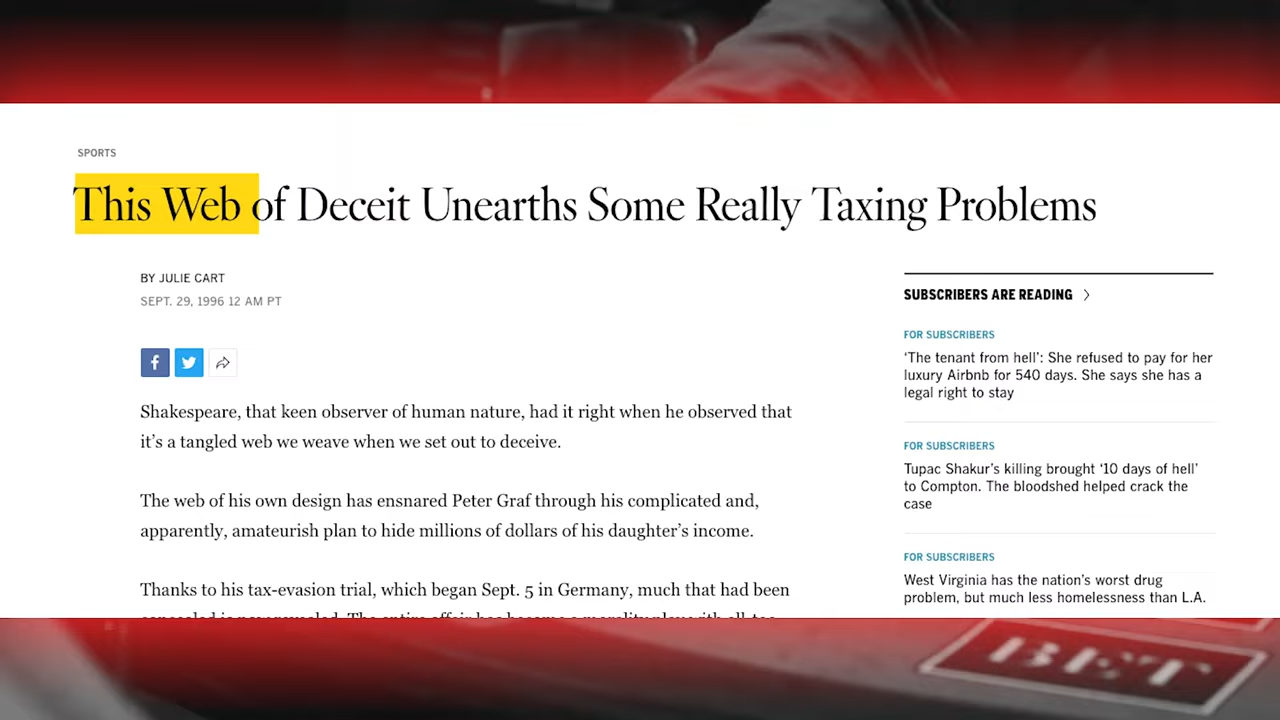 SPORTS
This Web of Deceit Unearths Some Really Taxing Problems
BY JULIE CART
SEPT. 29, 1996 12 AM PT
Shakespeare, that keen observer of human nature, had it right when he observed that
it’s a tangled web we weave when we set out to deceive.
The web of his own design has ensnared Peter Graf through his complicated and,
apparently, amateurish plan to hide millions of dollars of his daughter’s income.
Thanks to his tax-evasion trial, which began Sept. 5 in Germany, much that had been
SUBSCRIBERS ARE READING
FOR SUBSCRIBERS
‘The tenant from hell’: She refused to pay for her
luxury Airbnb for 540 days. She says she has a
legal right to stay
FOR SUBSCRIBERS
Tupac Shakur’s killing brought ‘10 days of hell’
to Compton. The bloodshed helped crack the
case
FOR SUBSCRIBERS
West Virginia has the nation’s worst drug
problem, but much less homelessness than L.A.
BET